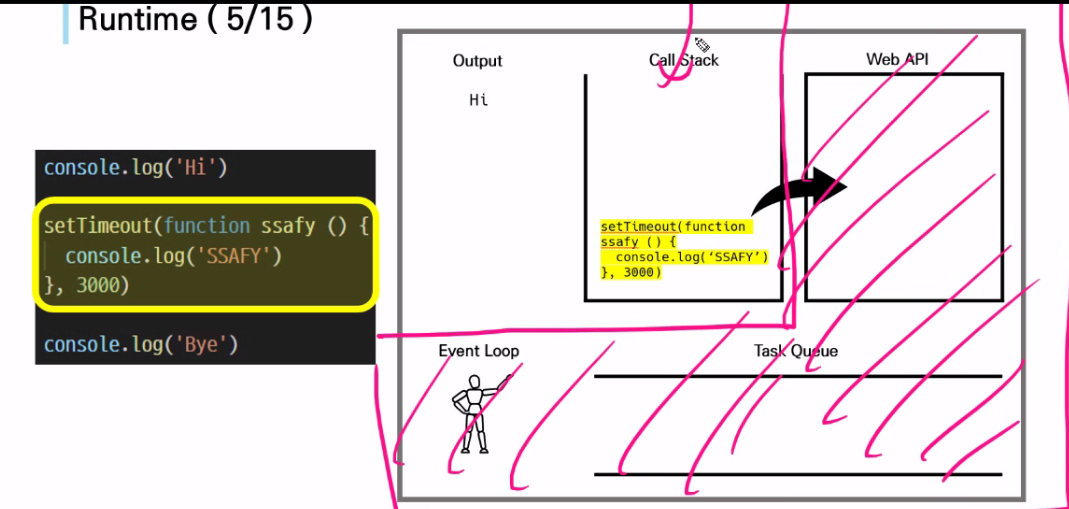 Runtime ( 5/15 )
console.log('Hi')
setTimeout(function ssafy () {
console.log('SSAFY')
}, 3000)
console.log('Bye')
Output
Hi
Call Stack
setTimeout(function
ssafy () {
console.log(‘SSAFY’)
}, 3000)
Web API
Event Loop
Task Queue